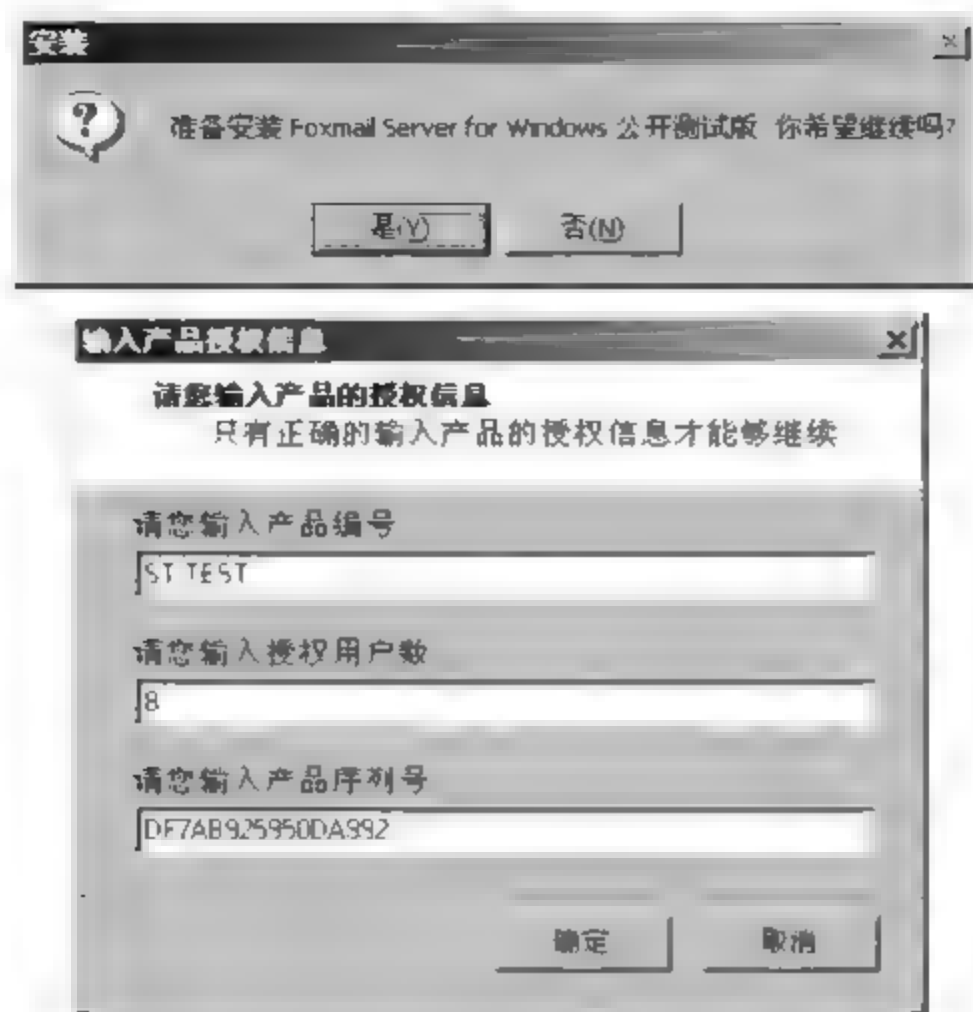 安装
准备安装 Foxmail Server for Windows 公开测试版 你希望继续吗?
是(Y)
否(N)
输入产品授权信息
请您输入产品的授权信息
只有正确的输入产品的授权信息才能够继续
请您输入产品编号
ST TEST
请您输入授权用户数
8
请您输入产品序列号
DF7AB925950DA992
确定
取消